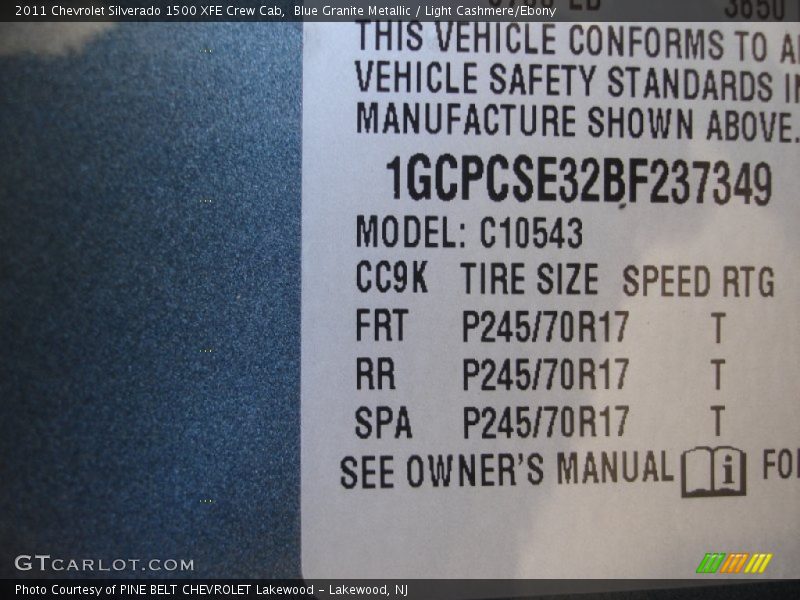 2011 Chevrolet Silverado 1500 XFE Crew Cab, Blue Granite Metallic / Light Cashmere/Ebony
3650
THIS VEHICLE CONFORMS TO
VEHICLE SAFETY STANDARDS
MANUFACTURE SHOWN ABOVE.
1GCPCSE32BF237349
MODEL: C10543
CC9K TIRE SIZE SPEED RTG
FRT P245/70R17 T
RR P245/70R17 T
SPA P245/70R17 T
SEE OWNER'S MANUAL i
GTCARLOT.COM
Photo Courtesy of PINE BELT CHEVROLET Lakewood - Lakewood, NJ